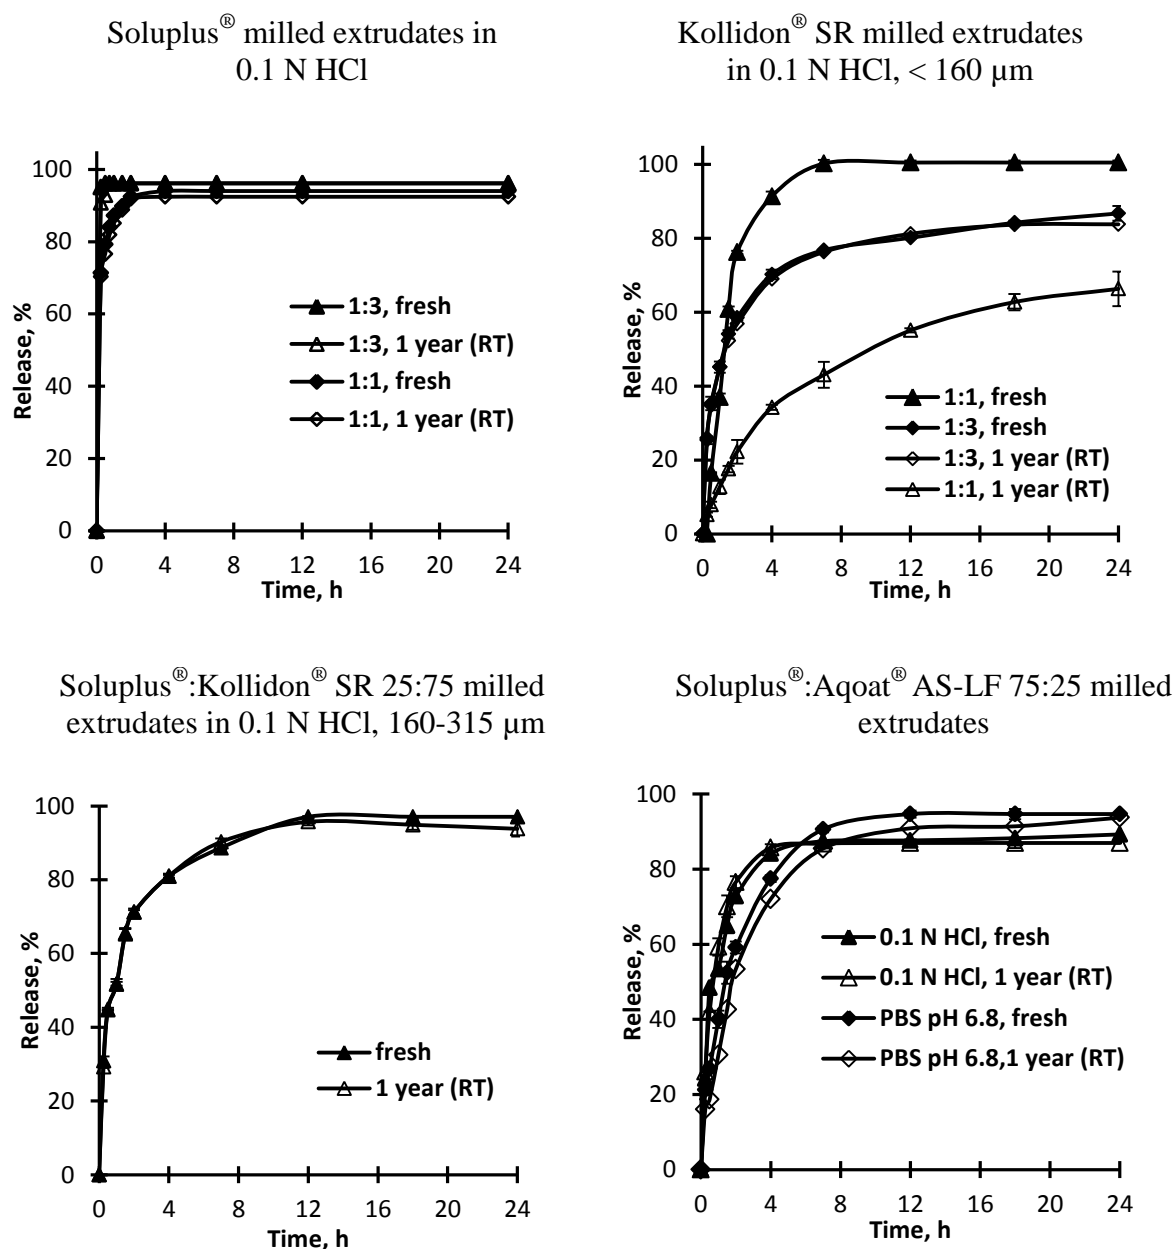 Soluplus® milled extrudates in
0.1 N HCl
100
80
60
40
20
0
Release, %
1:3, fresh
1:3, 1 year (RT)
1:1, fresh
1:1, 1 year (RT)
0 4 8 12 16 20 24
Time, h
Kollidon® SR milled extrudates
in 0.1 N HCl, < 160 µm
100
80
60
40
20
0
Release, %
1:1, fresh
1:3, fresh
1:3, 1 year (RT)
1:1, 1 year (RT)
0 4 8 12 16 20 24
Time, h
Soluplus®:Kollidon® SR 25:75 milled
extrudates in 0.1 N HCl, 160-315 µm
100
80
60
40
20
0
Release, %
fresh
1 year (RT)
0 4 8 12 16 20 24
Time, h
Soluplus®:Aqoat® AS-LF 75:25 milled
extrudates
100
80
60
40
20
0
Release, %
0.1 N HCl, fresh
0.1 N HCl, 1 year (RT)
PBS pH 6.8, fresh
PBS pH 6.8,1 year (RT)
0 4 8 12 16 20 24
Time, h